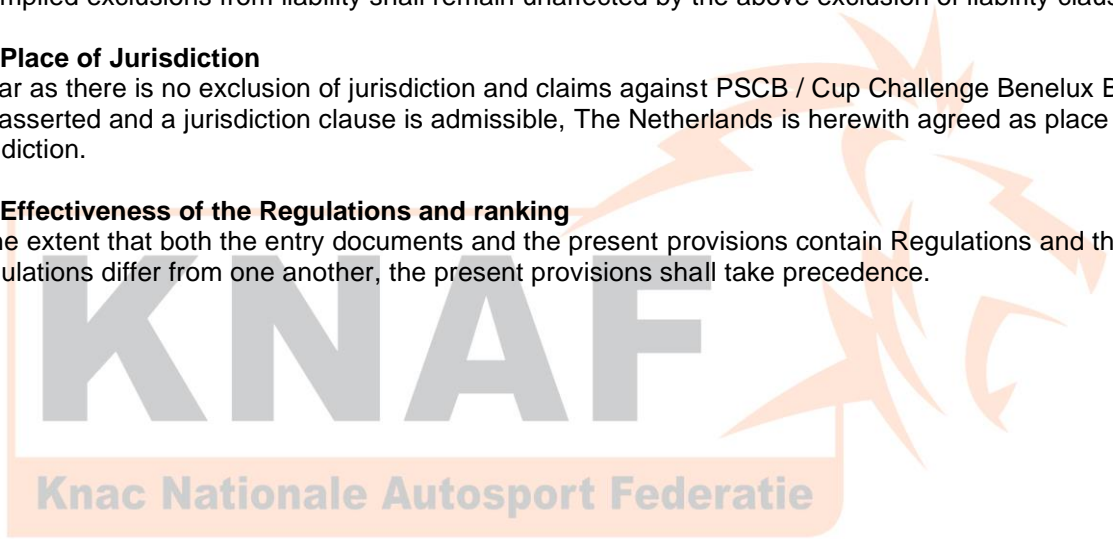 implied exclusions from liability shall remain unaffected by the above exclusion of liability
Place of Jurisdiction
ar as there is no exclusion of jurisdiction and claims against PSCB / Cup Challenge Benelux B
asserted and a jurisdiction clause is admissible, The Netherlands is herewith agreed as place
diction.
Effectiveness of the Regulations and ranking
he extent that both the entry documents and the present provisions contain Regulations and th
ulations differ from one another, the present provisions shall take precedence.
KNAF
Knac Nationale Autosport Federatie